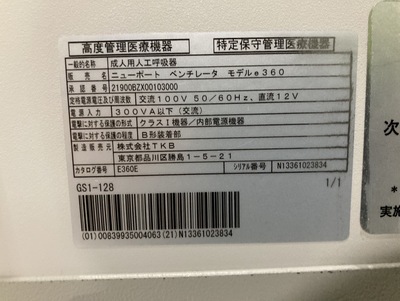 高度管理医療機器 特定保守管理医療機器
一般的名称 成人用人工呼吸器
販売名 ニューポート ベンチレータ モデルe360
承認番号 21900BZX00103000
定格電源電圧及び周波数 交流100V 50/60Hz、直流12V
電源入力 300VA以下（交流）
電撃に対する保護の形式 クラスⅠ機器/内部電源機器
電撃に対する保護の程度 B形装着部
製造販売元 株式会社TKB
東京都品川区勝島1-5-21
カタログ番号 E360E シリアル番号 N13361023834
GS1-128 1/1
(01)00839935004063(21)N13361023834
次
*
実施